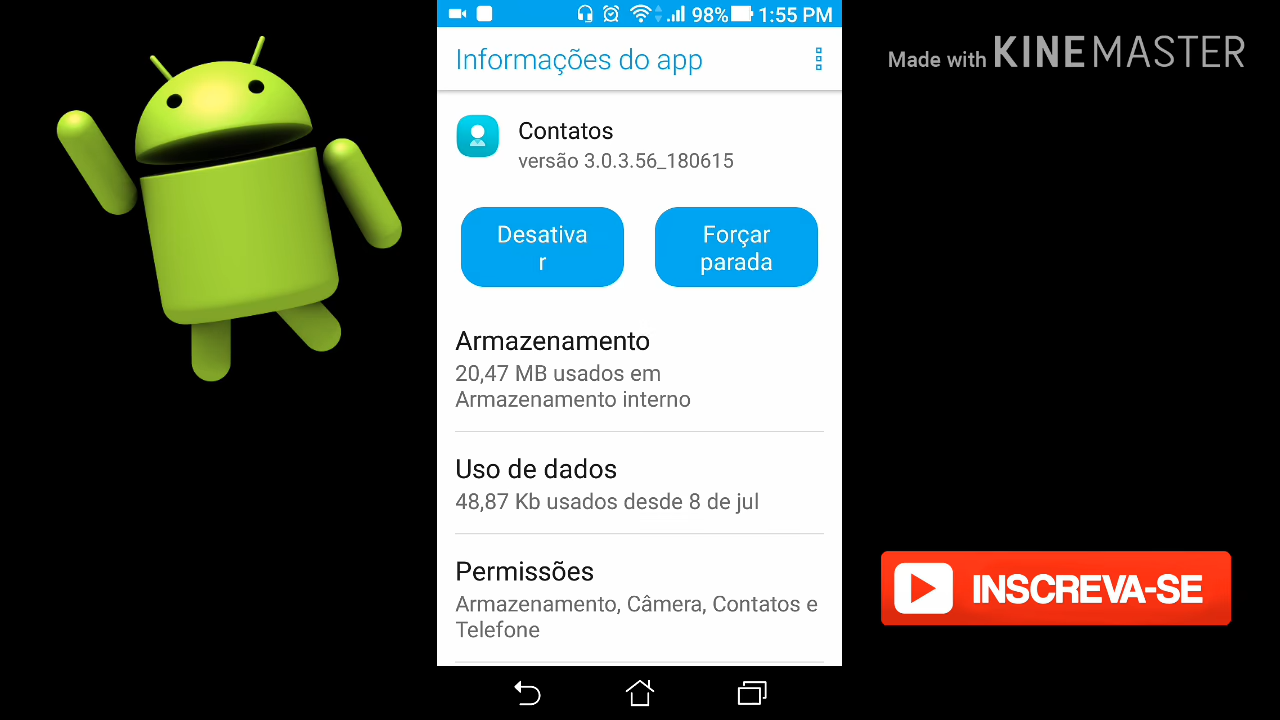 98% 1:55 PM
Made with KINEMASTER
Informações do app
Contatos
versão 3.0.3.56_180615
Desativa
r
Forçar
parada
Armazenamento
20,47 MB usados em
Armazenamento interno
Uso de dados
48,87 Kb usados desde 8 de jul
Permissões
Armazenamento, Câmera, Contatos e
Telefone
INSCREVA-SE